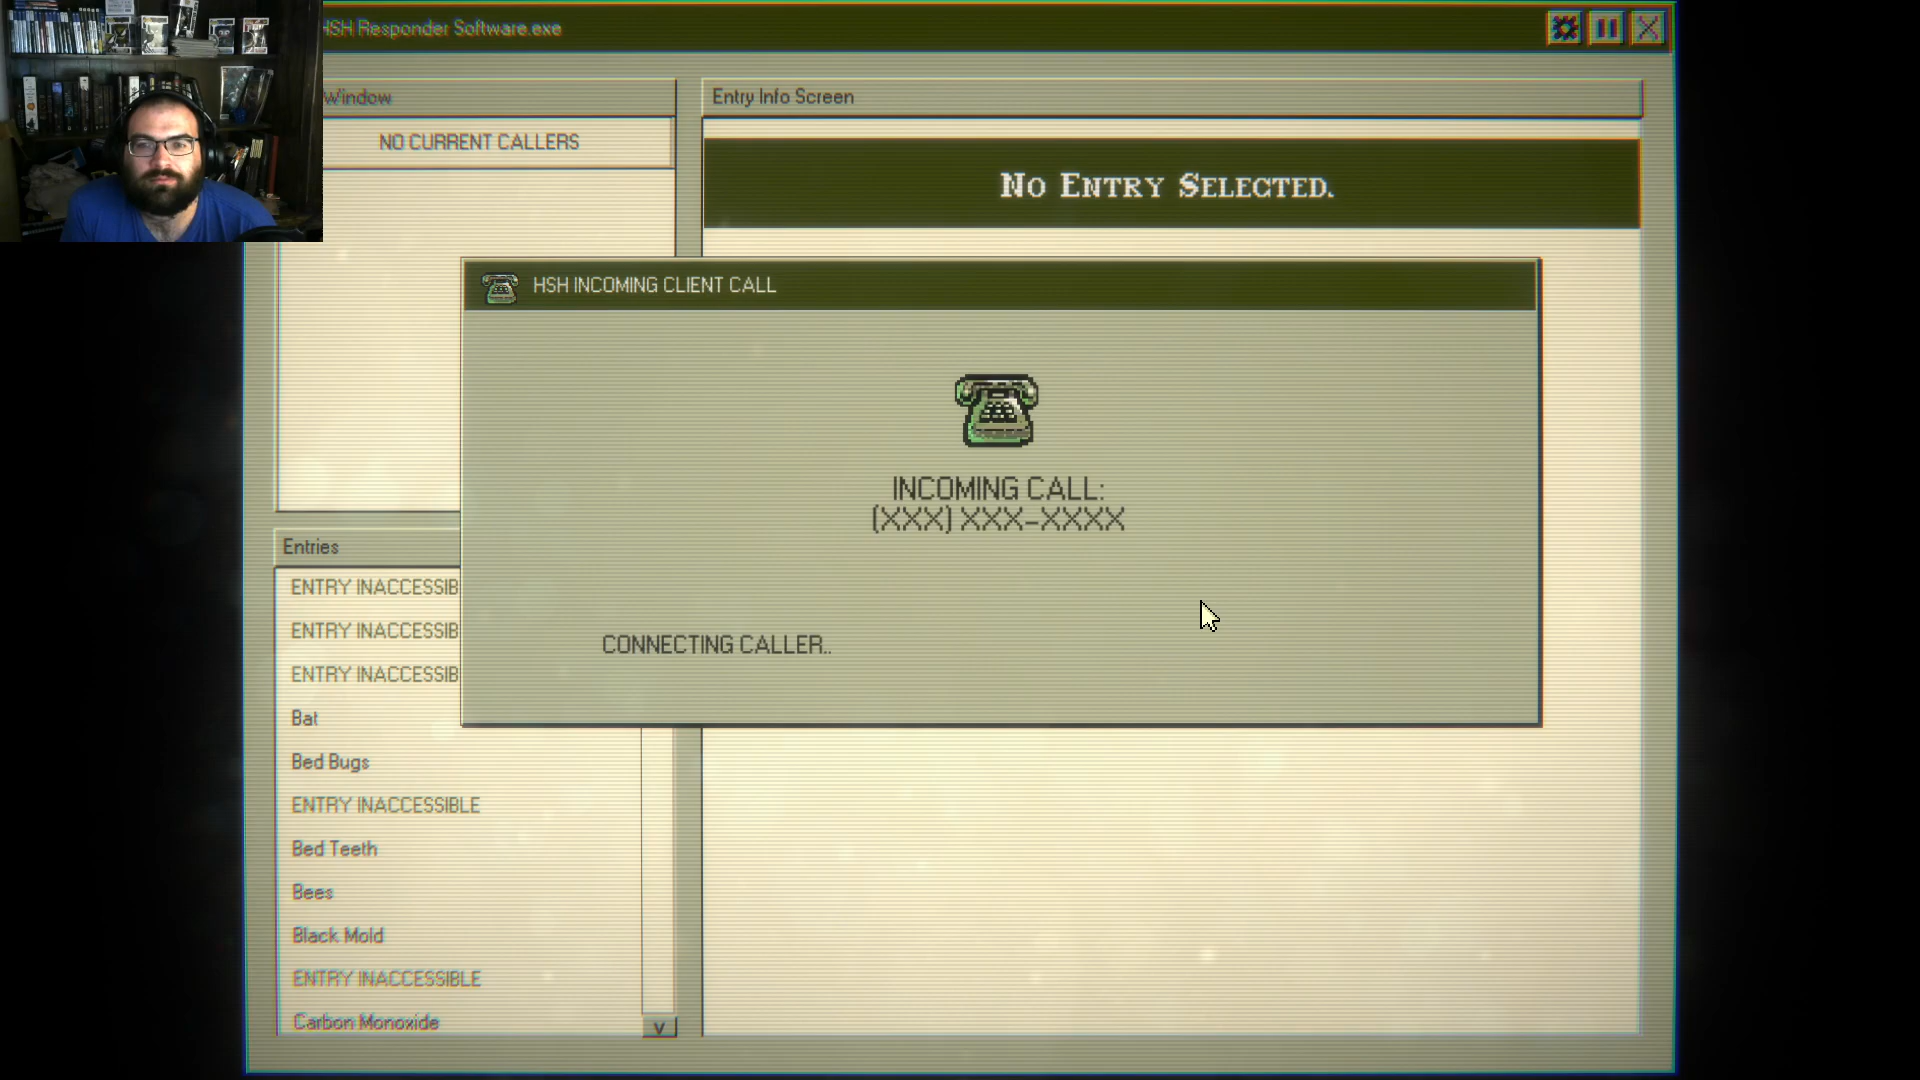 HSH Responder Software.exe
Window
NO CURRENT CALLERS
Entry Info Screen
No Entry Selected.
HSH INCOMING CLIENT CALL
INCOMING CALL:
(XXX) XXX-XXXX
CONNECTING CALLER..
Entries
ENTRY INACCESSIB
ENTRY INACCESSIB
ENTRY INACCESSIB
Bat
Bed Bugs
ENTRY INACCESSIBLE
Bed Teeth
Bees
Black Mold
ENTRY INACCESSIBLE
Carbon Monoxide
V